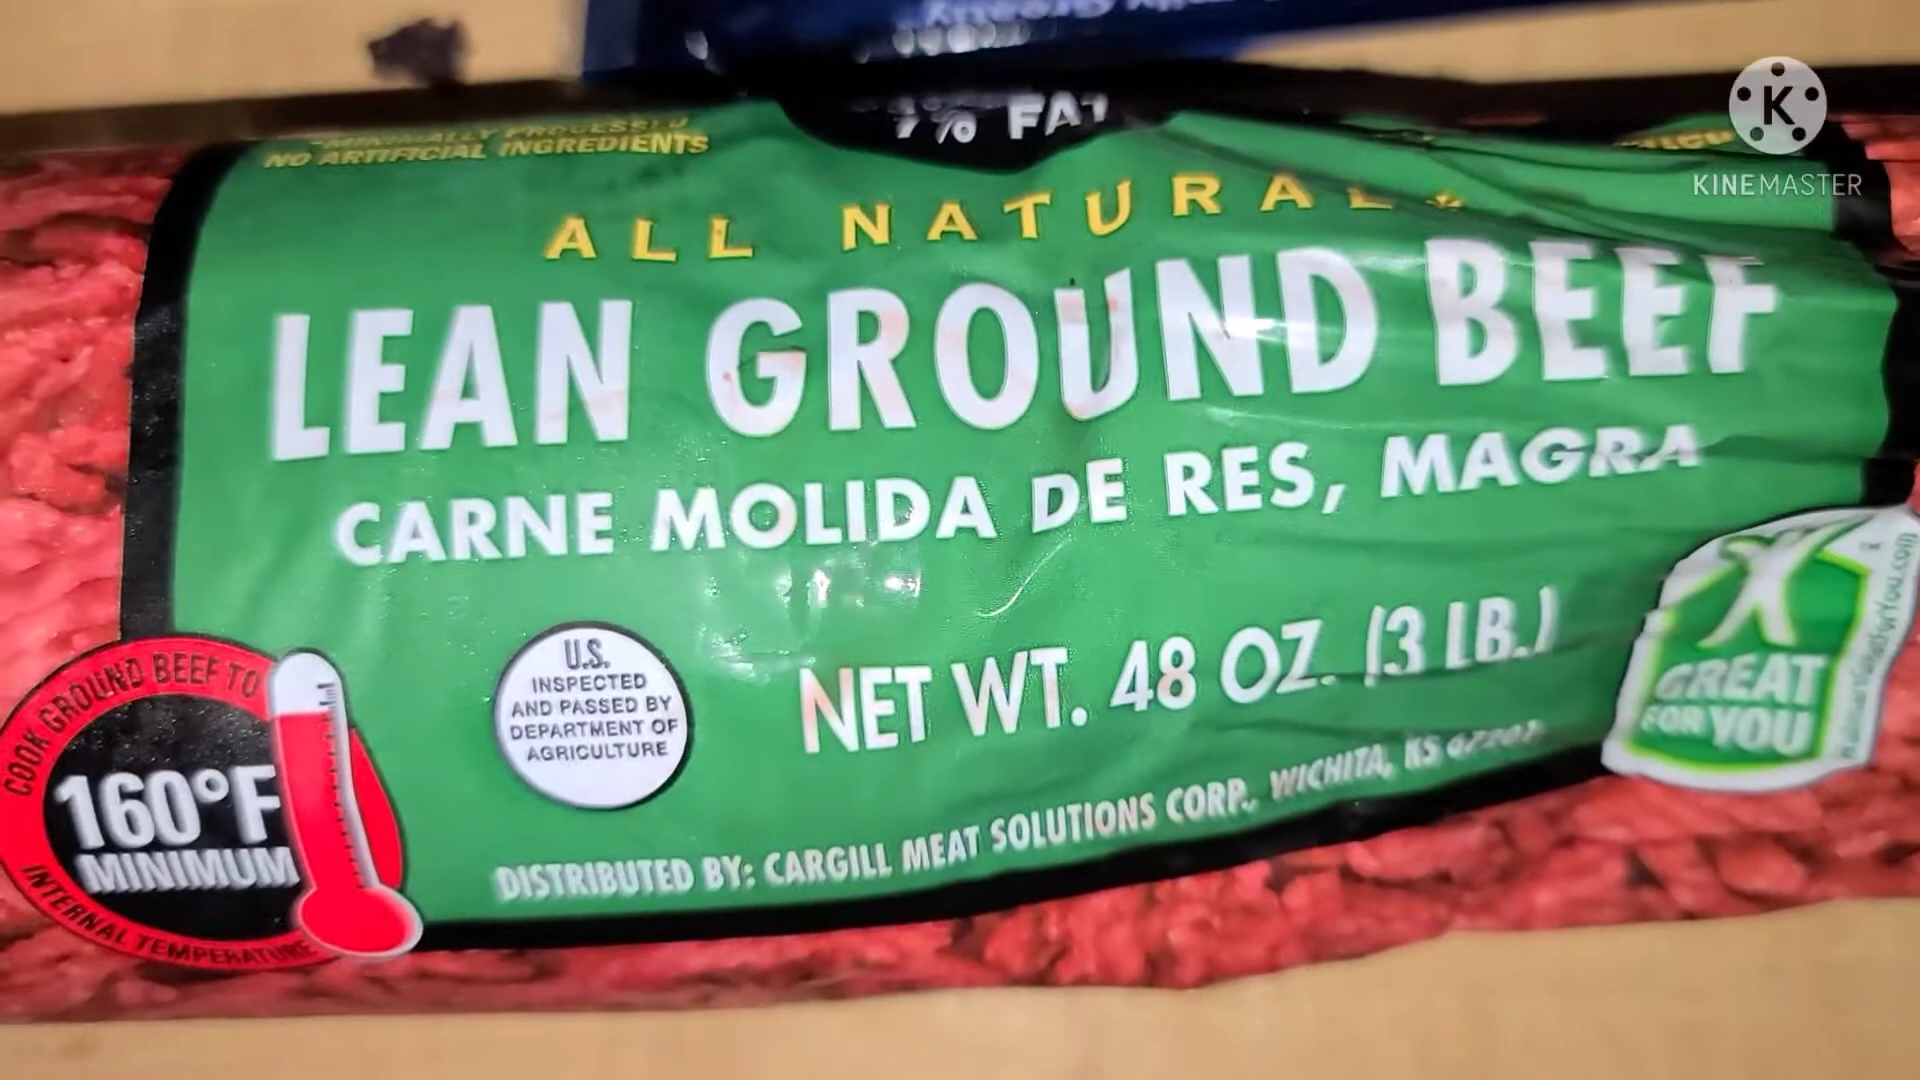 7% FAT
MINIMALLY PROCESSED
NO ARTIFICIAL INGREDIENTS
ALL NATURAL*
LEAN GROUND BEEF
CARNE MOLIDA DE RES, MAGRA
NET WT. 48 OZ. (3 LB.)
U.S.
INSPECTED
AND PASSED BY
DEPARTMENT OF
AGRICULTURE
COOK GROUND BEEF TO
160°F
MINIMUM
INTERNAL TEMPERATURE
DISTRIBUTED BY: CARGILL MEAT SOLUTIONS CORP., WICHITA, KS
GREAT
FOR YOU
K
KINEMASTER